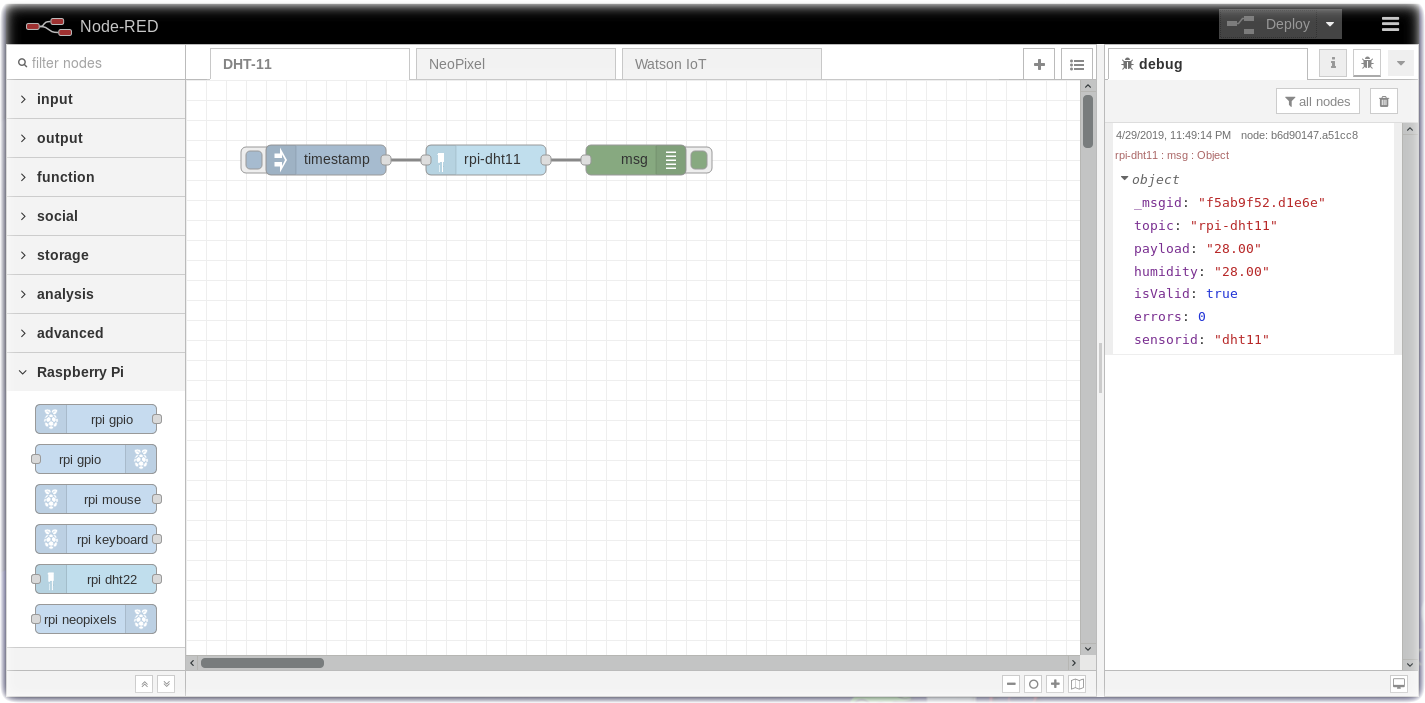 Node-RED
Deploy
filter nodes
input
output
function
social
storage
analysis
advanced
Raspberry Pi
rpi gpio
rpi gpio
rpi mouse
rpi keyboard
rpi dht22
rpi neopixels
DHT-11
NeoPixel
Watson IoT
timestamp
rpi-dht11
msg
debug
i
all nodes
4/29/2019, 11:49:14 PM node: b6d90147.a51cc8
rpi-dht11 : msg : Object
object
_msgid: "f5ab9f52.d1e6e"
topic: "rpi-dht11"
payload: "28.00"
humidity: "28.00"
isValid: true
errors: 0
sensorid: "dht11"